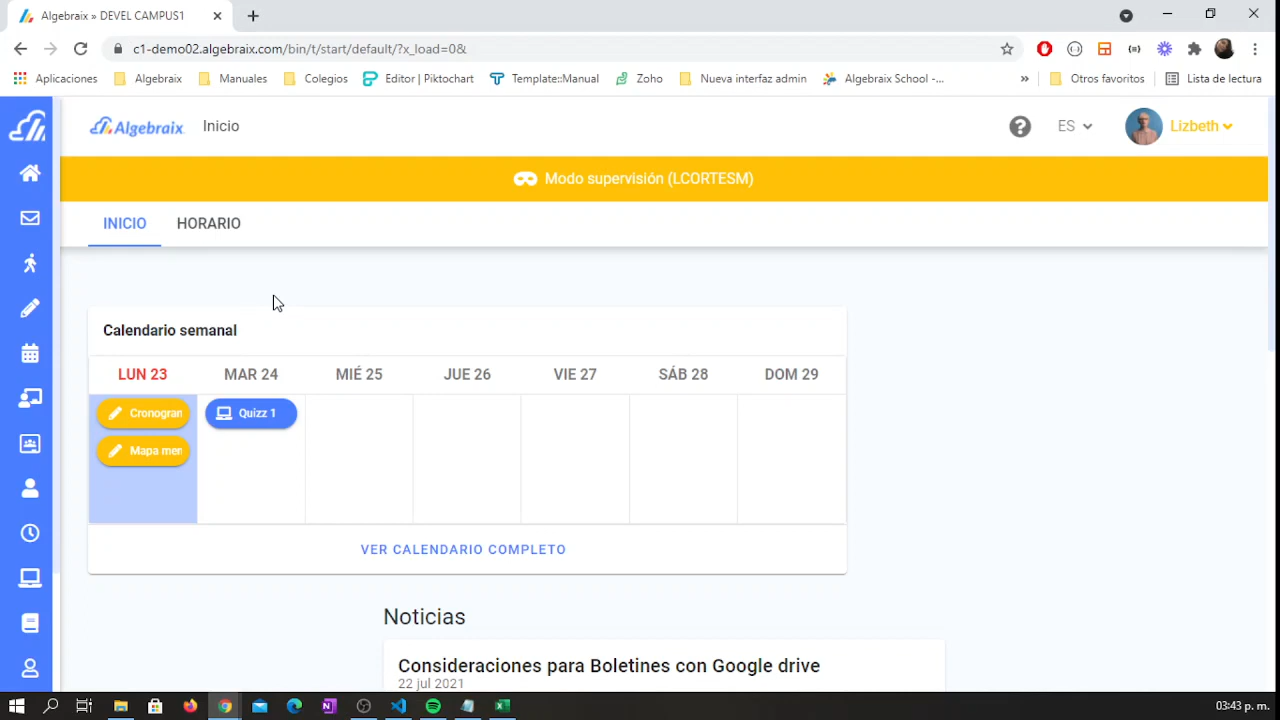 Algebraix » DEVEL CAMPUS1
c1-demo02.algebraix.com/bin/t/start/default/?x_load=0&
Aplicaciones Algebraix Manuales Colegios Editor | Piktochart Template::Manual Zoho Nueva interfaz admin Algebraix School -... » Otros favoritos Lista de lectura
Algebraix Inicio ES Lizbeth
Modo supervisión (LCORTESM)
INICIO HORARIO
Calendario semanal
LUN 23 MAR 24 MIÉ 25 JUE 26 VIE 27 SÁB 28 DOM 29
Cronogran Quizz 1
Mapa men
VER CALENDARIO COMPLETO
Noticias
Consideraciones para Boletines con Google drive
22 jul 2021
03:43 p. m.